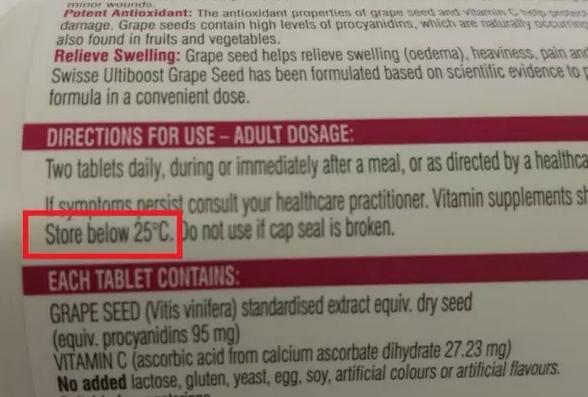 minor wounds.
Potent Antioxidant: The antioxidant properties of grape seed and vitamin C help
damage. Grape seeds contain high levels of procyanidins, which are naturally occurring
also found in fruits and vegetables.
Relieve Swelling: Grape seed helps relieve swelling (oedema), heaviness, pain and
Swisse Ultiboost Grape Seed has been formulated based on scientific evidence to p
formula in a convenient dose.
DIRECTIONS FOR USE – ADULT DOSAGE:
Two tablets daily, during or immediately after a meal, or as directed by a healthca
If symptoms persist consult your healthcare practitioner. Vitamin supplements sh
Store below 25°C. Do not use if cap seal is broken.
EACH TABLET CONTAINS:
GRAPE SEED (Vitis vinifera) standardised extract equiv. dry seed
(equiv. procyanidins 95 mg)
VITAMIN C (ascorbic acid from calcium ascorbate dihydrate 27.23 mg)
No added lactose, gluten, yeast, egg, soy, artificial colours or artificial flavours.